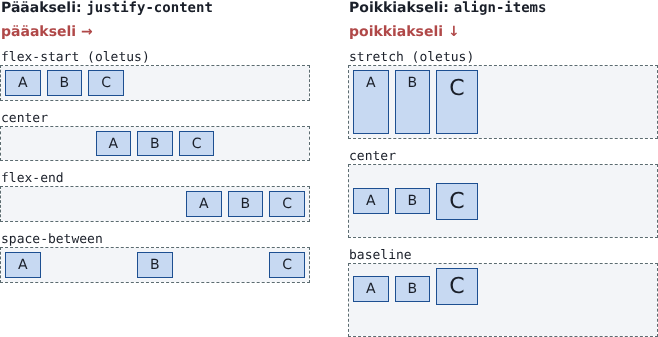 Pääakseli: justify-content
pääakseli →
flex-start (oletus)
A B C
center
A B C
flex-end
A B C
space-between
A B C
Poikkiakseli: align-items
poikkiakseli ↓
stretch (oletus)
A B C
center
A B C
baseline
A B C